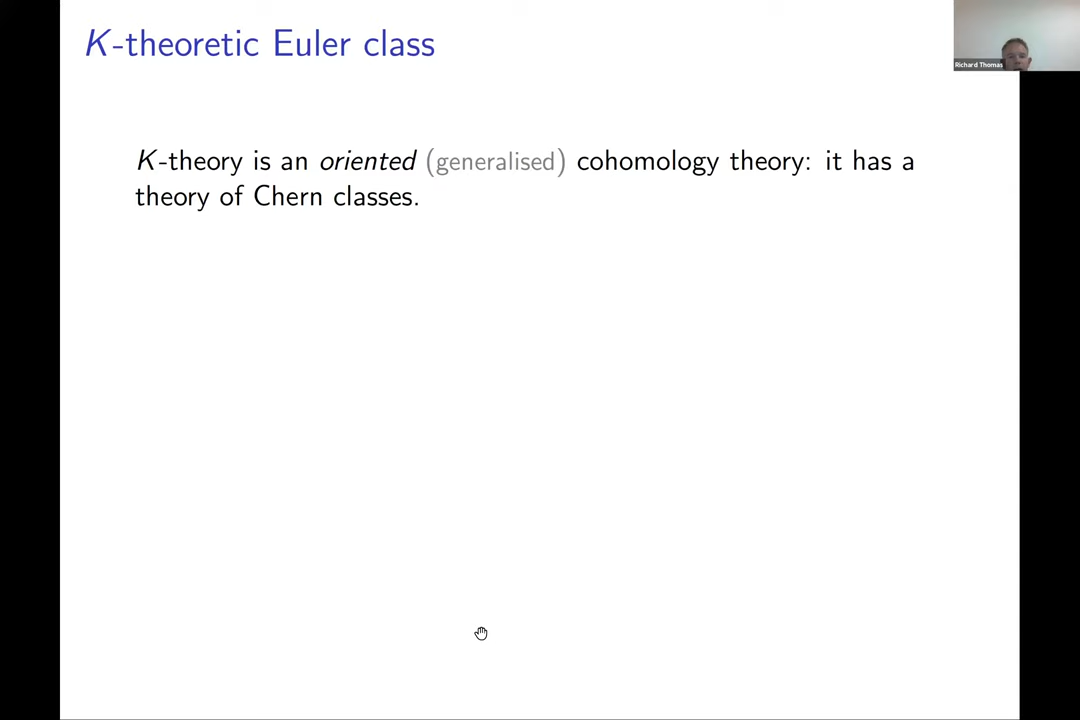 K-theoretic Euler class
Richard Thomas
K-theory is an oriented (generalised) cohomology theory: it has a
theory of Chern classes.